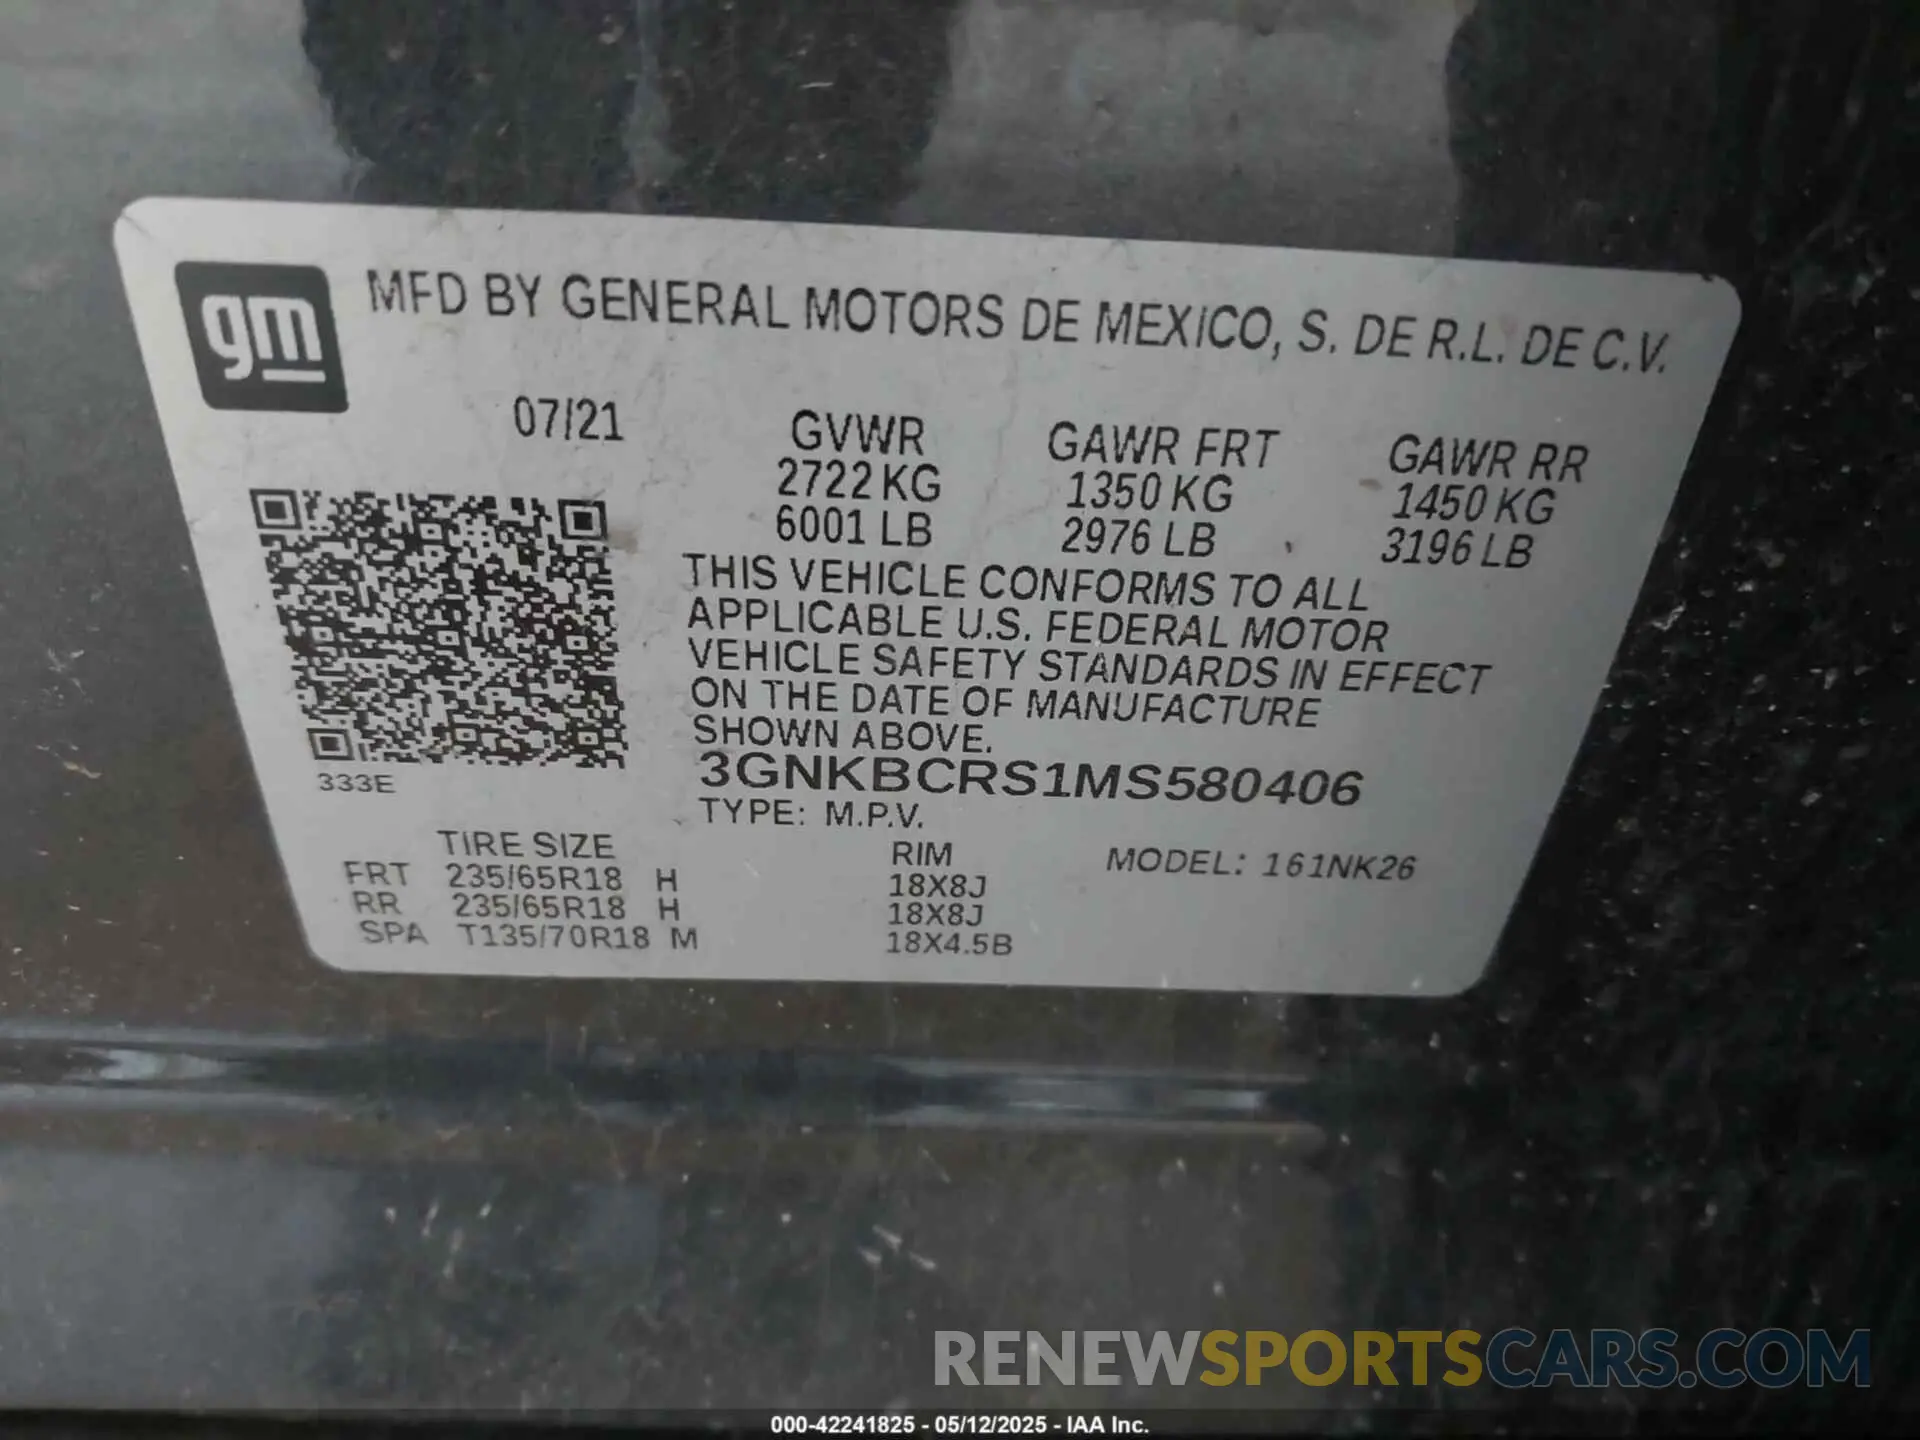 gm
MFD BY GENERAL MOTORS DE MEXICO, S. DE R.L. DE C.V.
07/21
GVWR GAWR FRT GAWR RR
2722 KG 1350 KG 1450 KG
6001 LB 2976 LB 3196 LB
THIS VEHICLE CONFORMS TO ALL
APPLICABLE U.S. FEDERAL MOTOR
VEHICLE SAFETY STANDARDS IN EFFECT
ON THE DATE OF MANUFACTURE
SHOWN ABOVE.
333E
3GNKBCRS1MS580406
TYPE: M.P.V.
TIRE SIZE RIM MODEL: 161NK26
FRT 235/65R18 H 18X8J
RR 235/65R18 H 18X8J
SPA T135/70R18 M 18X4.5B
RENEWSPORTSCARS.COM
000-42241825 - 05/12/2025 - IAA Inc.